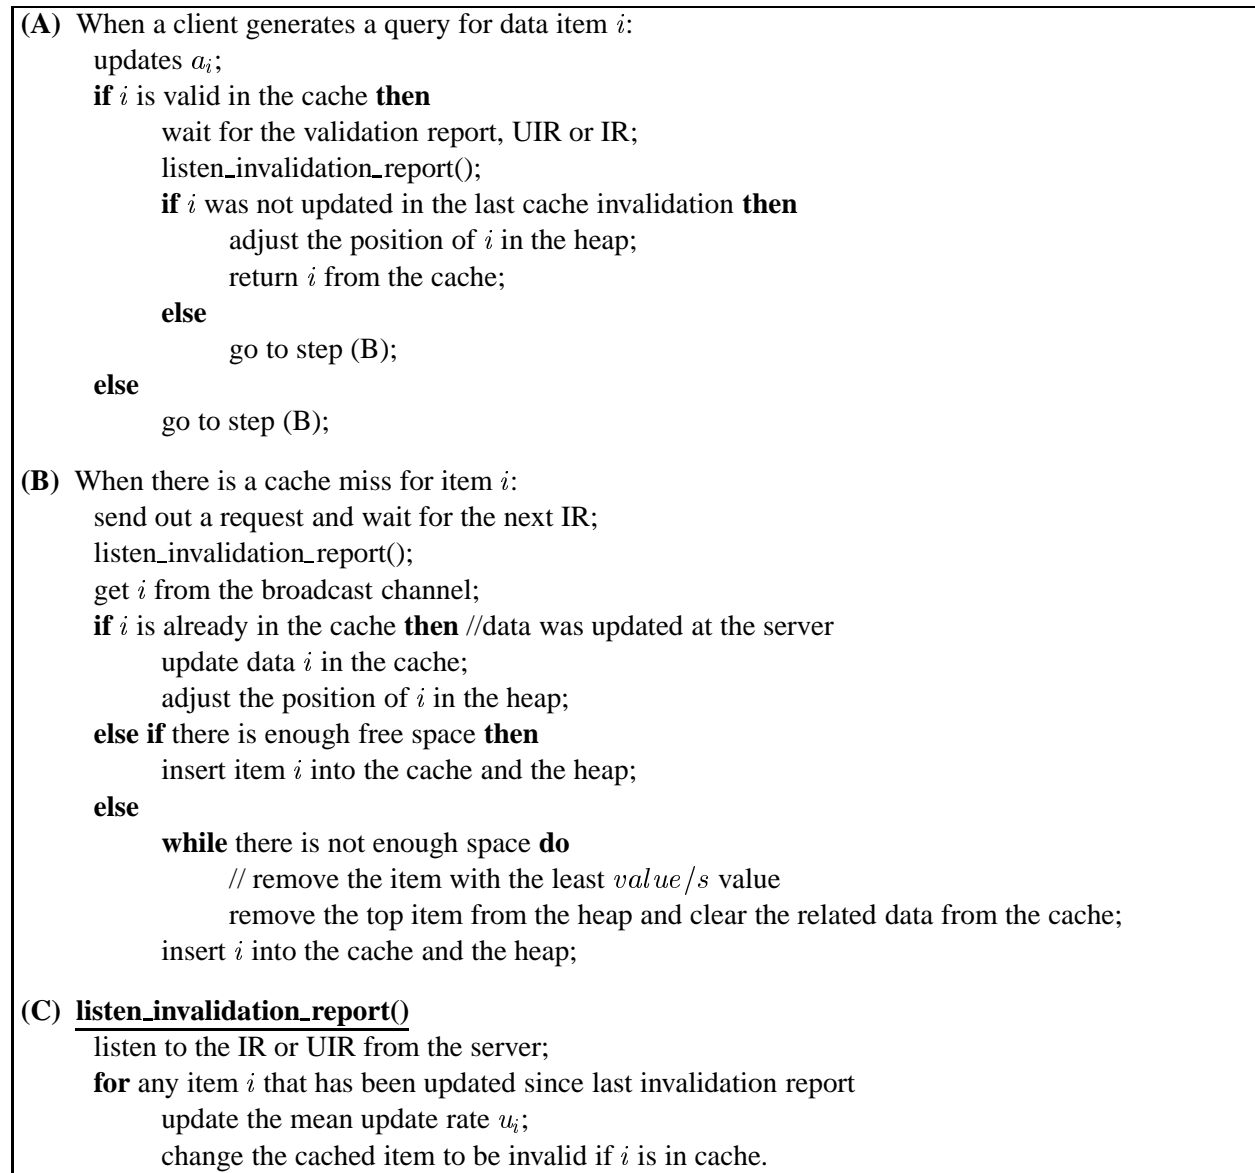 (A) When a client generates a query for data item i:
updates a_i;
if i is valid in the cache then
wait for the validation report, UIR or IR;
listen_invalidation_report();
if i was not updated in the last cache invalidation then
adjust the position of i in the heap;
return i from the cache;
else
go to step (B);
else
go to step (B);
(B) When there is a cache miss for item i:
send out a request and wait for the next IR;
listen_invalidation_report();
get i from the broadcast channel;
if i is already in the cache then //data was updated at the server
update data i in the cache;
adjust the position of i in the heap;
else if there is enough free space then
insert item i into the cache and the heap;
else
while there is not enough space do
// remove the item with the least value/s value
remove the top item from the heap and clear the related data from the cache;
insert i into the cache and the heap;
(C) listen_invalidation_report()
listen to the IR or UIR from the server;
for any item i that has been updated since last invalidation report
update the mean update rate u_i;
change the cached item to be invalid if i is in cache.